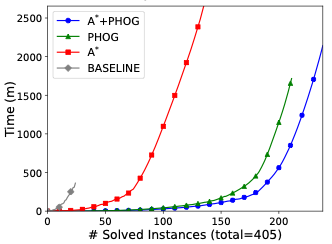 A*+PHOG
PHOG
A*
BASELINE
Time (m)
2500
2000
1500
1000
500
0
0 50 100 150 200
# Solved Instances (total=405)